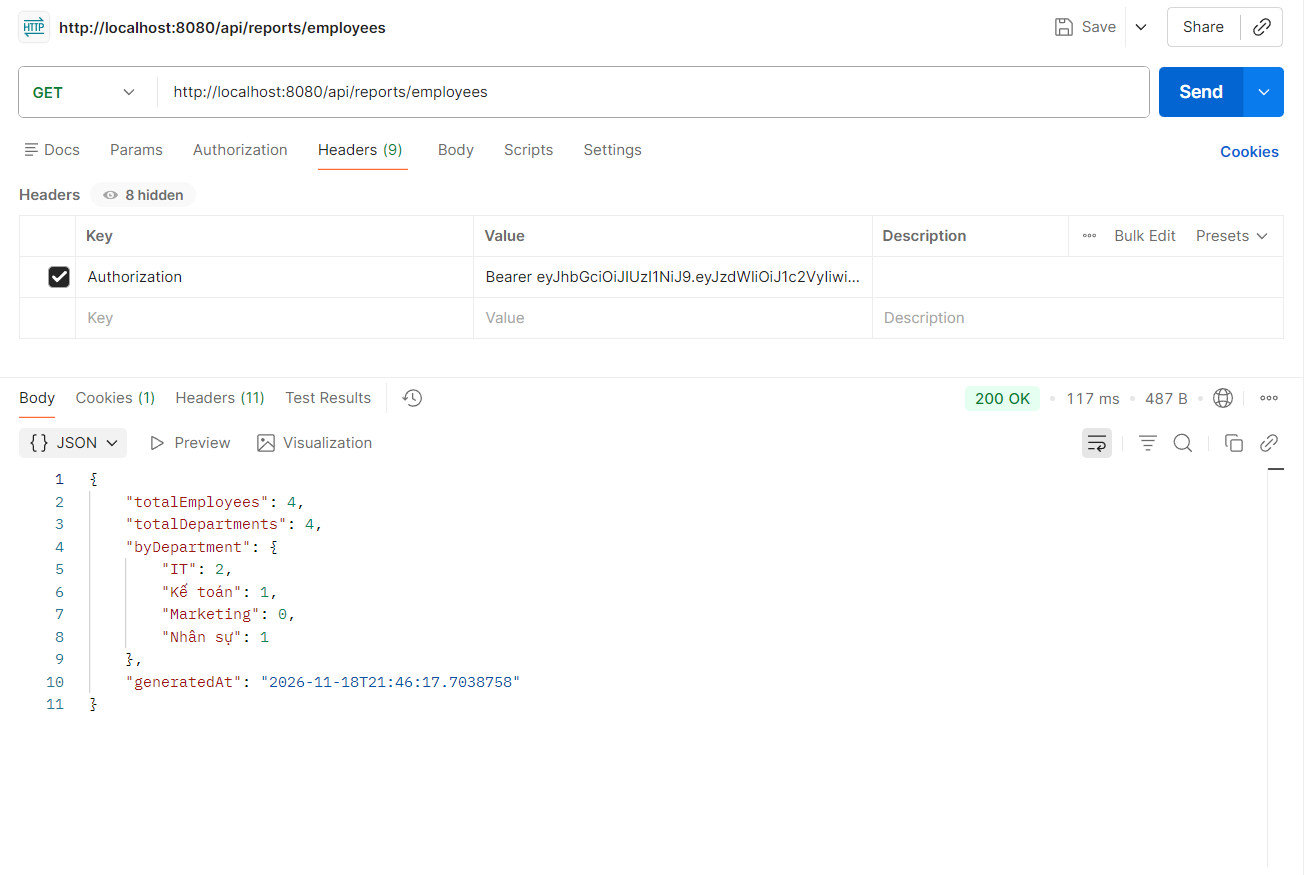 HTTP http://localhost:8080/api/reports/employees Save Share
GET http://localhost:8080/api/reports/employees Send
Docs Params Authorization Headers (9) Body Scripts Settings Cookies
Headers 8 hidden
Key Value Description Bulk Edit Presets
Authorization Bearer eyJhbGciOiJIUzI1NiJ9.eyJzdWIiOiJ1c2VyIiwi...
Key Value Description
Body Cookies (1) Headers (11) Test Results 200 OK 117 ms 487 B
{} JSON Preview Visualization
1 {
2 "totalEmployees": 4,
3 "totalDepartments": 4,
4 "byDepartment": {
5 "IT": 2,
6 "Kế toán": 1,
7 "Marketing": 0,
8 "Nhân sự": 1
9 },
10 "generatedAt": "2026-11-18T21:46:17.7038758"
11 }